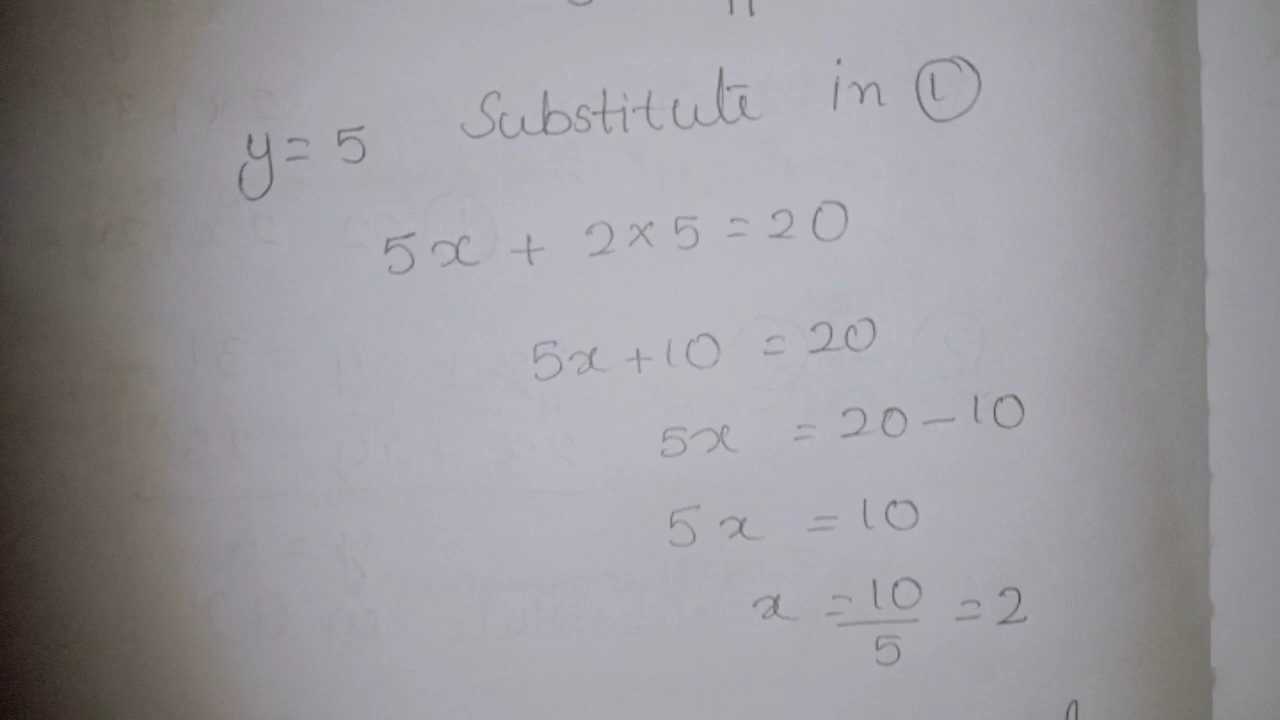 y = 5 Substitute in ①
5x + 2 × 5 = 20
5x + 10 = 20
5x = 20 - 10
5x = 10
x = 10/5 = 2